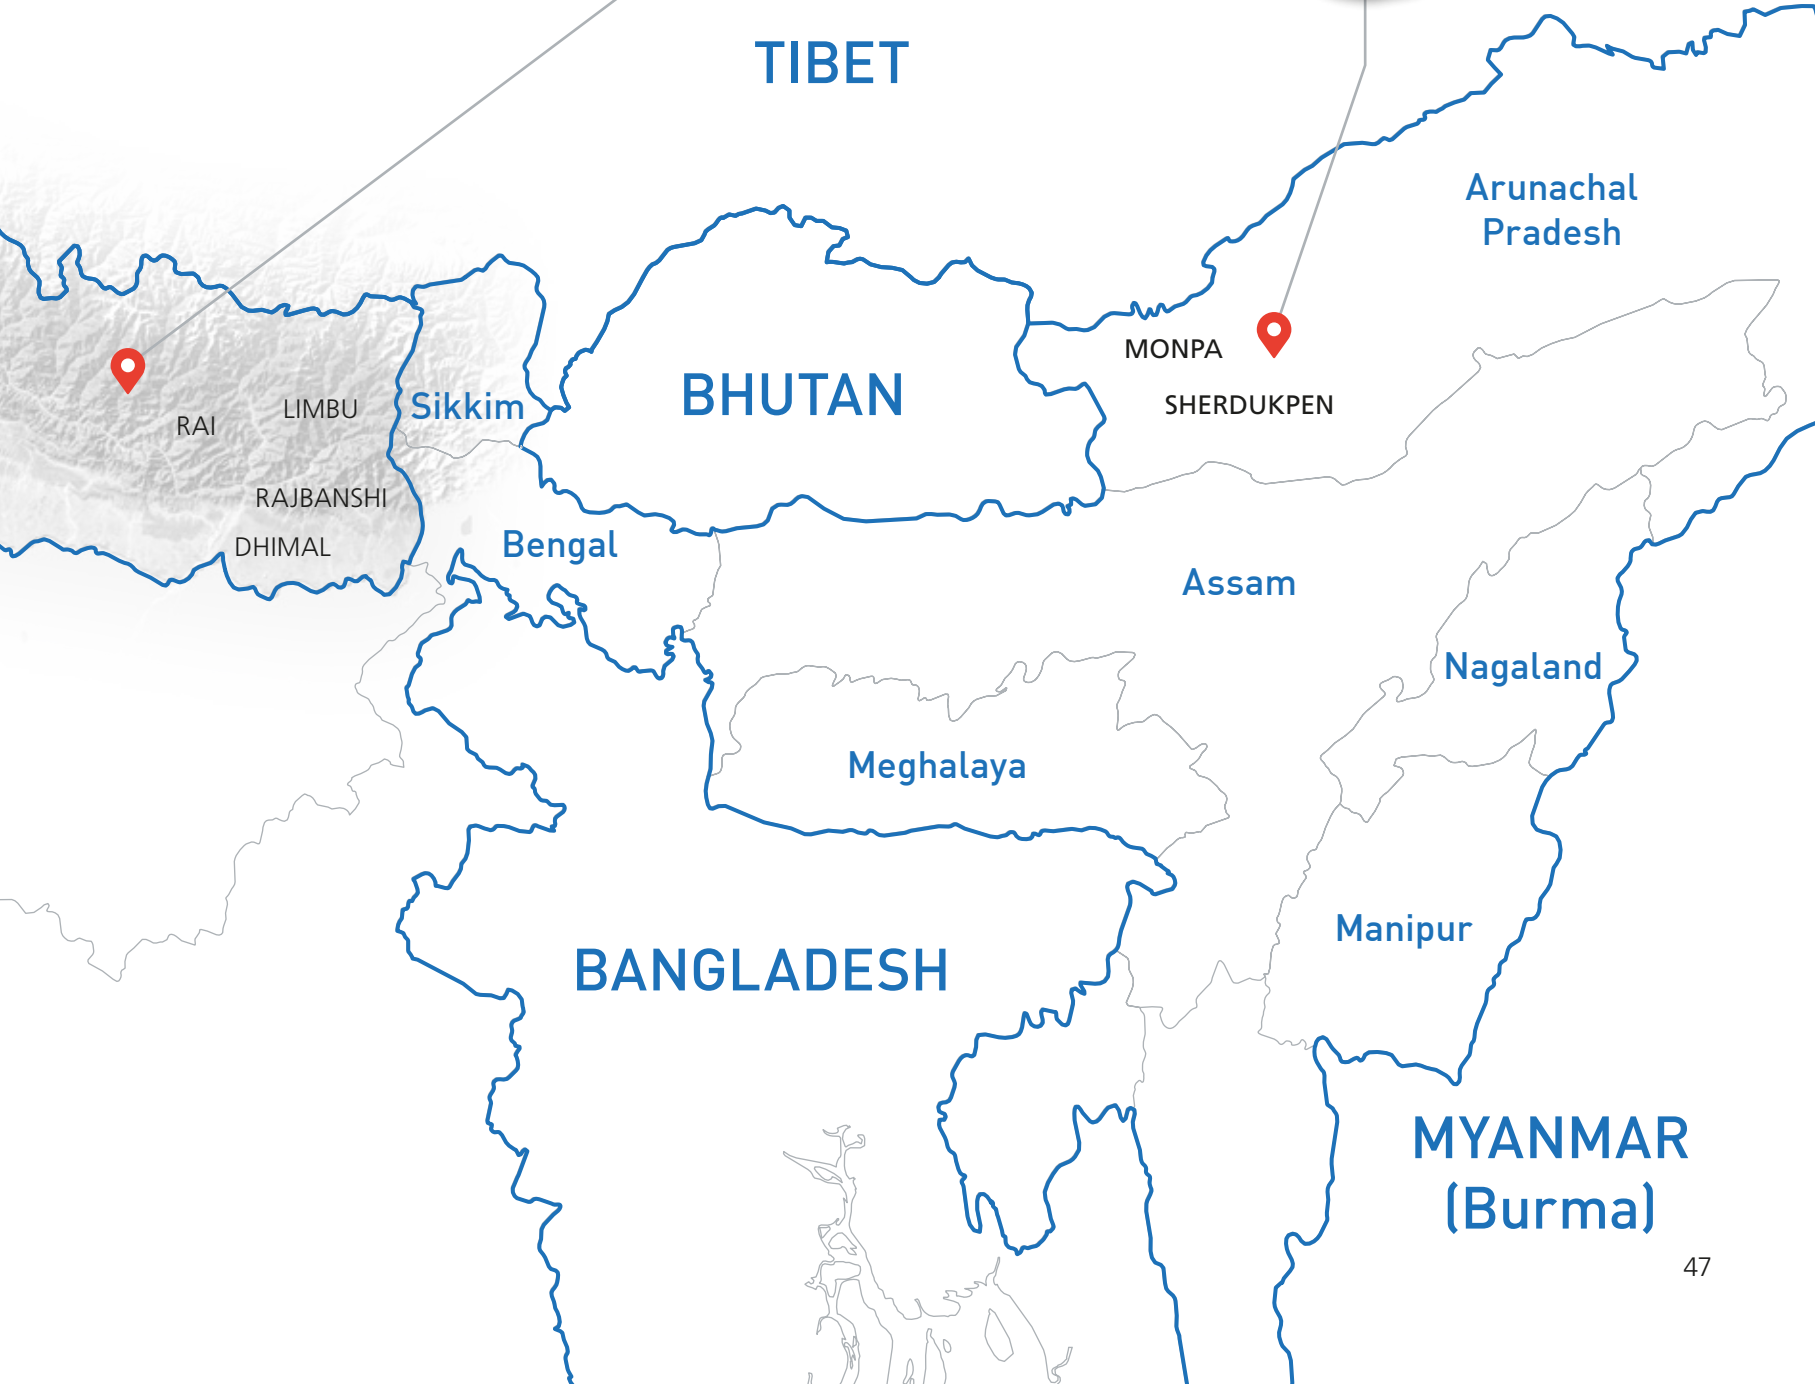 TIBET
Arunachal
Pradesh
MONPA
SHERDUKPEN
BHUTAN
Sikkim
LIMBU
RAI
RAJBANSHI
DHIMAL
Bengal
Assam
Nagaland
Meghalaya
Manipur
BANGLADESH
MYANMAR
(Burma)
47